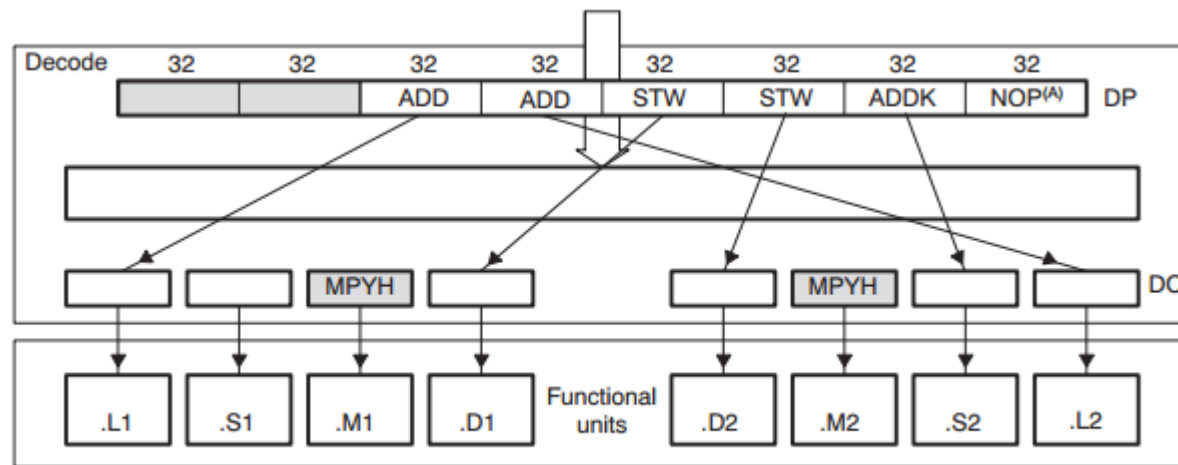 Decode 32 32 32 32 32 32 32 32
ADD ADD STW STW ADDK NOP(A) DP
MPYH MPYH DC
.L1 .S1 .M1 .D1 Functional units .D2 .M2 .S2 .L2